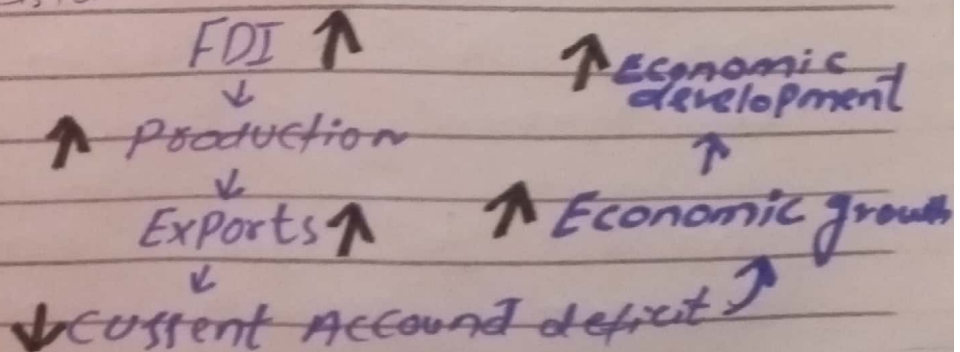 FDI ↑
↓
↑ Production
↓
Exports ↑
↓
↓ Current Account deficit ↗
↑ Economic growth
↑
↑ Economic
development